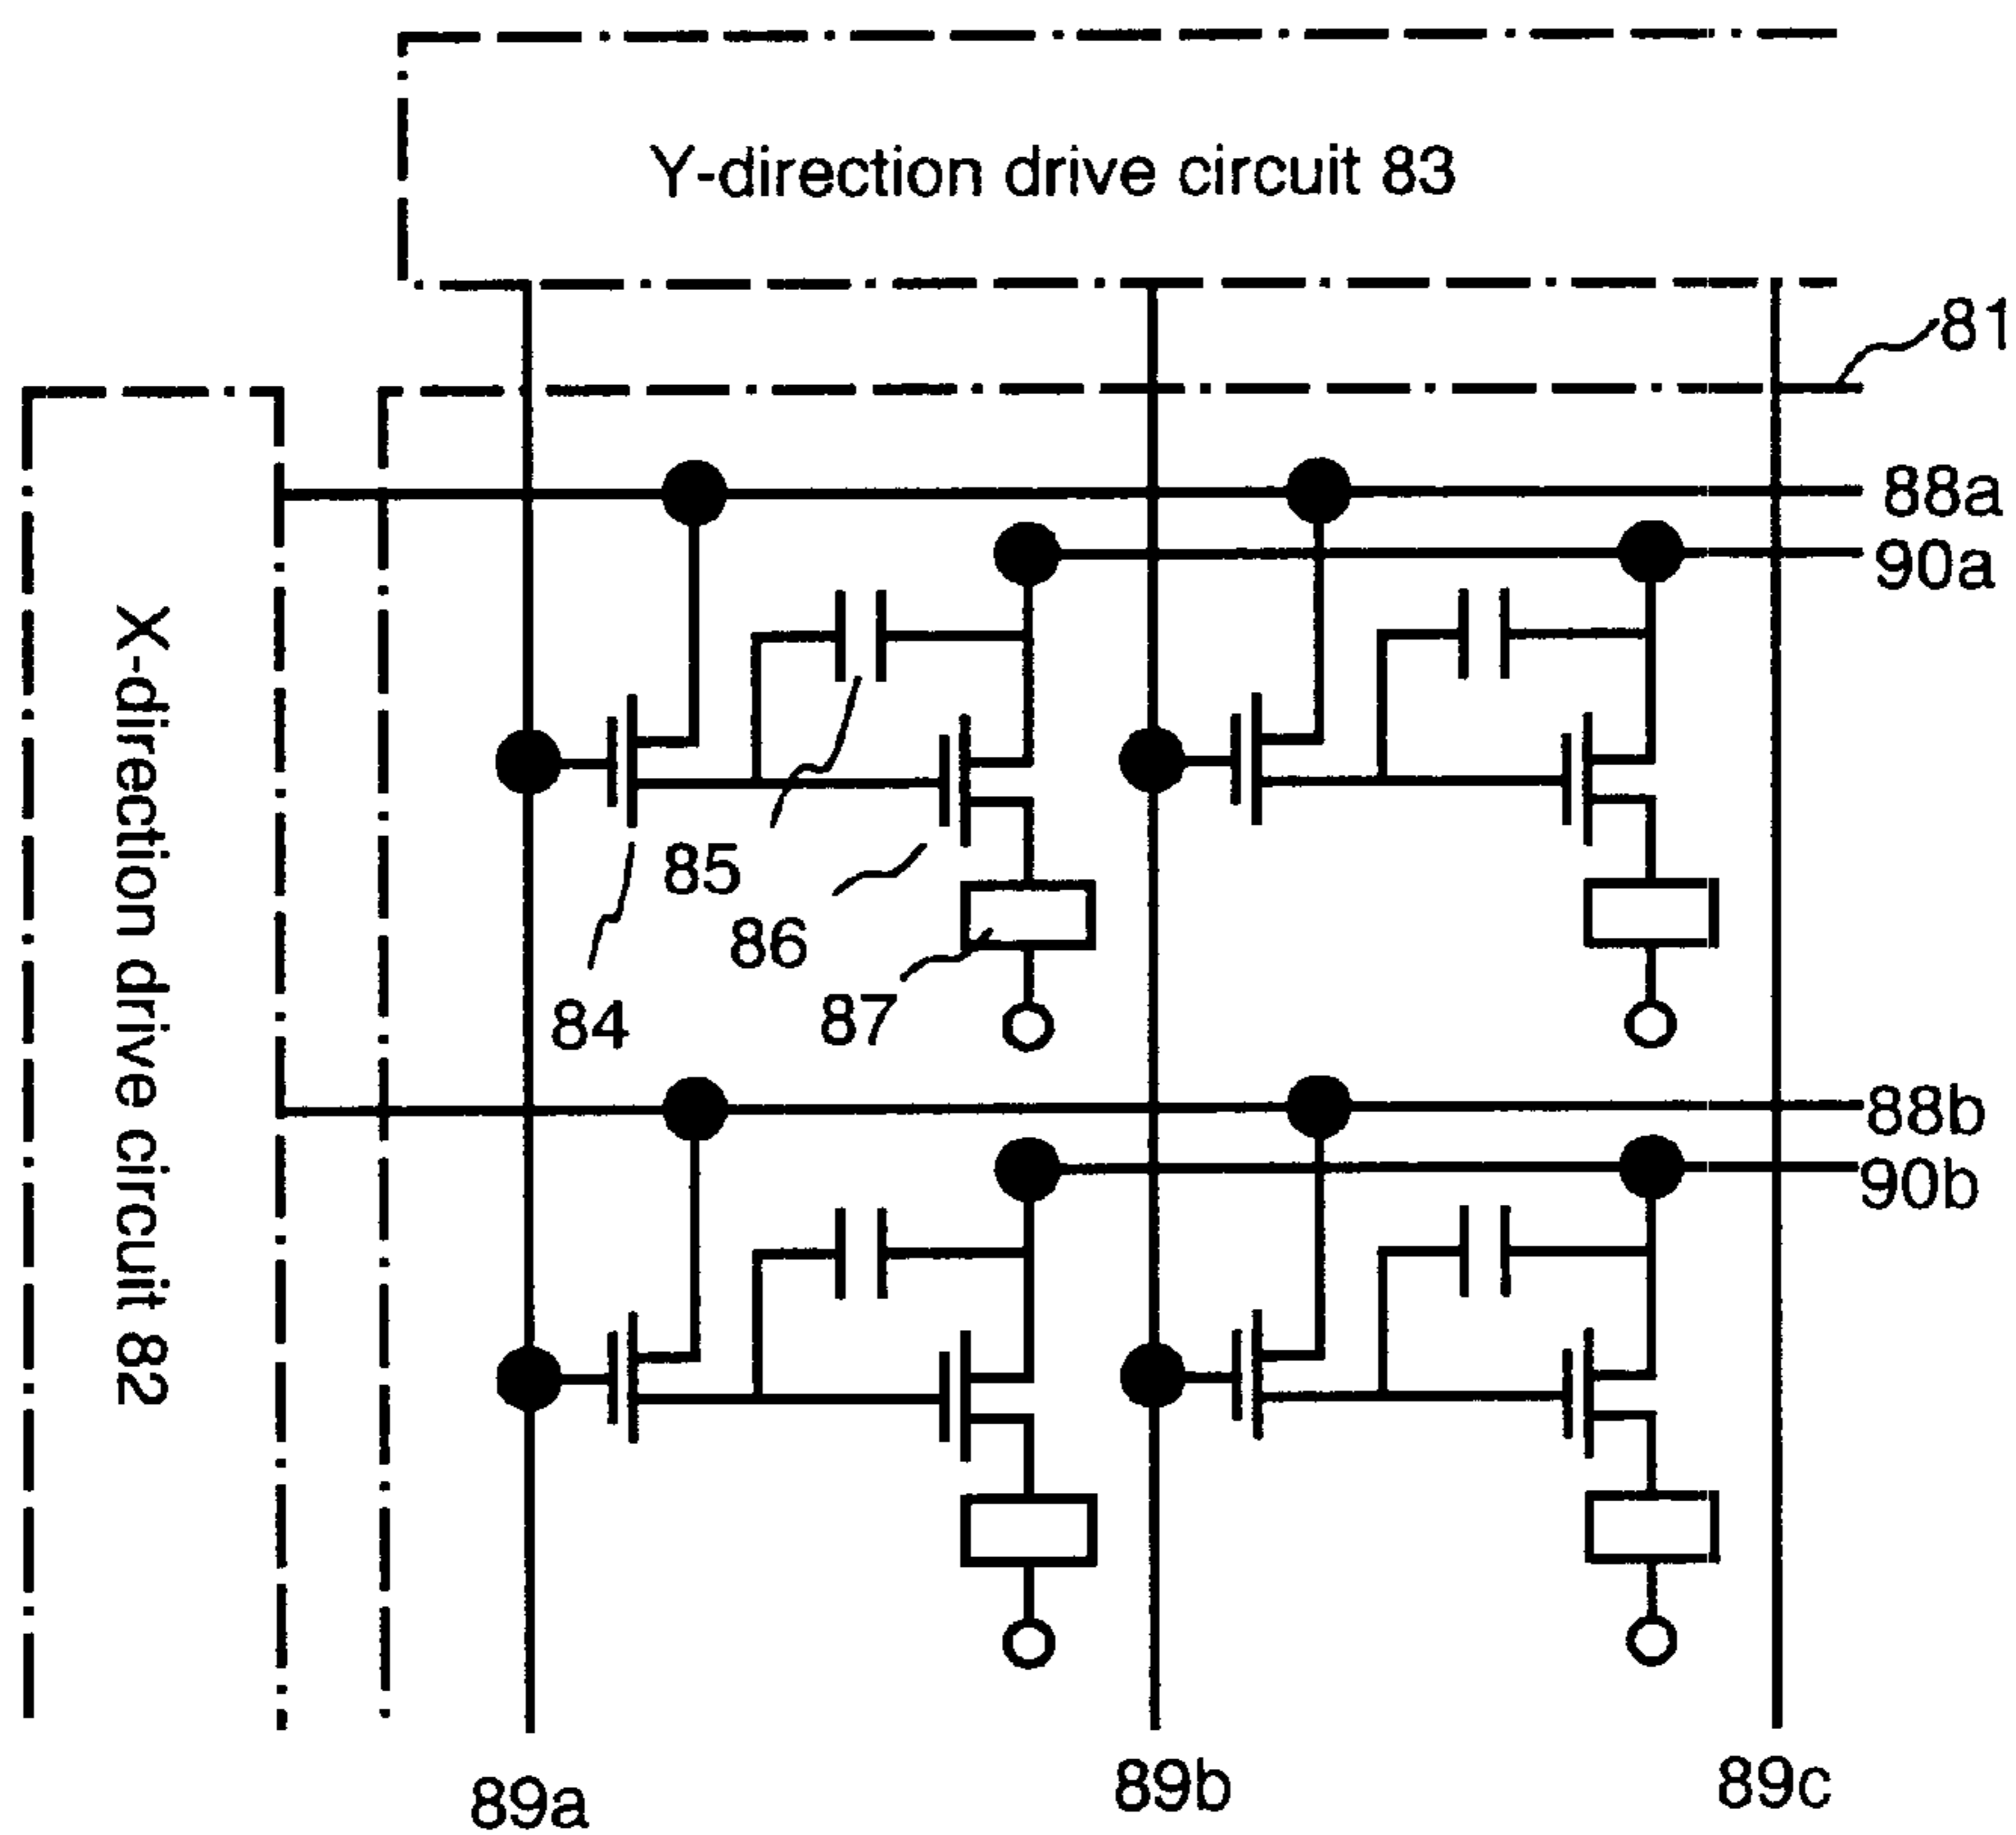 Y-direction drive circuit 83
81
88a
90a
X-direction drive circuit 82
85
86
87
84
88b
90b
89a
89b
89c